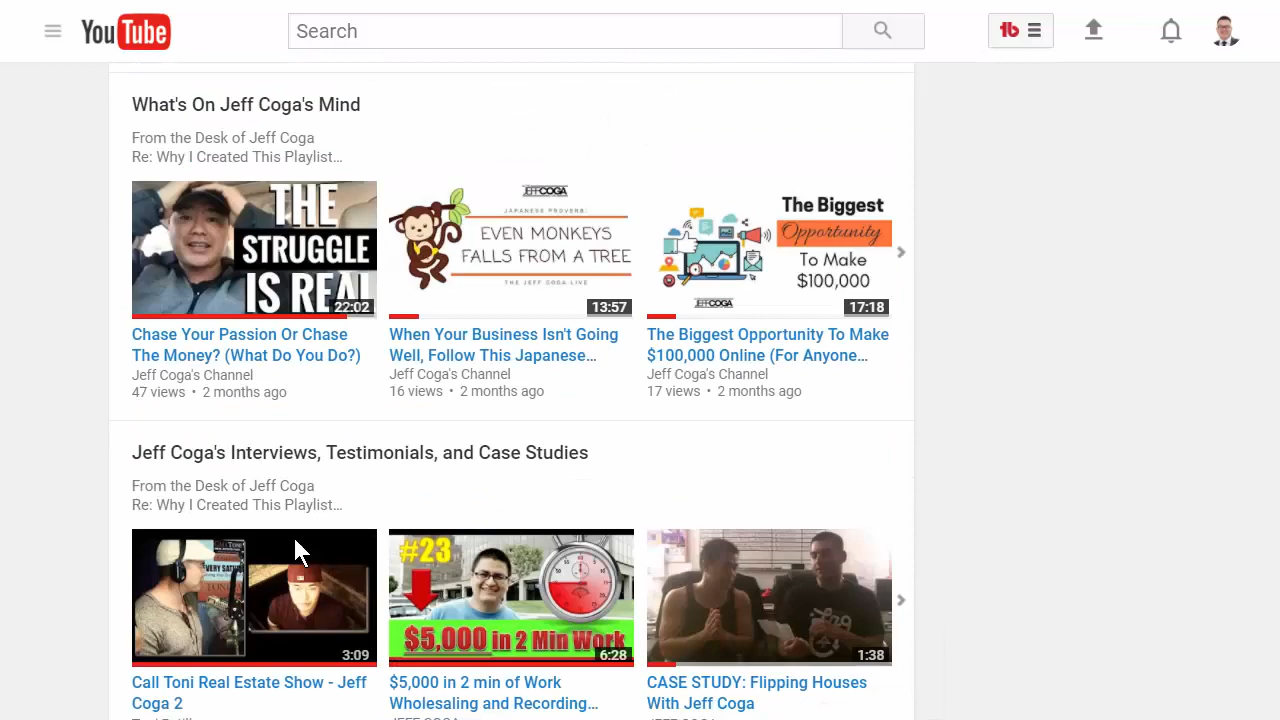 YouTube
Search
What's On Jeff Coga's Mind
From the Desk of Jeff Coga
Re: Why I Created This Playlist...
THE
STRUGGLE
IS REAL
22:02
JEFFCOGA
JAPANESE PROVERB:
EVEN MONKEYS
FALLS FROM A TREE
THE JEFF COGA LIVE
13:57
The Biggest
Opportunity
To Make
$100,000
JEFFCOGA
17:18
Chase Your Passion Or Chase
The Money? (What Do You Do?)
Jeff Coga's Channel
47 views • 2 months ago
When Your Business Isn't Going
Well, Follow This Japanese...
Jeff Coga's Channel
16 views • 2 months ago
The Biggest Opportunity To Make
$100,000 Online (For Anyone...
Jeff Coga's Channel
17 views • 2 months ago
Jeff Coga's Interviews, Testimonials, and Case Studies
From the Desk of Jeff Coga
Re: Why I Created This Playlist...
3:09
#23
$5,000 in 2 Min Work
6:28
1:38
Call Toni Real Estate Show - Jeff
Coga 2
$5,000 in 2 min of Work
Wholesaling and Recording...
CASE STUDY: Flipping Houses
With Jeff Coga